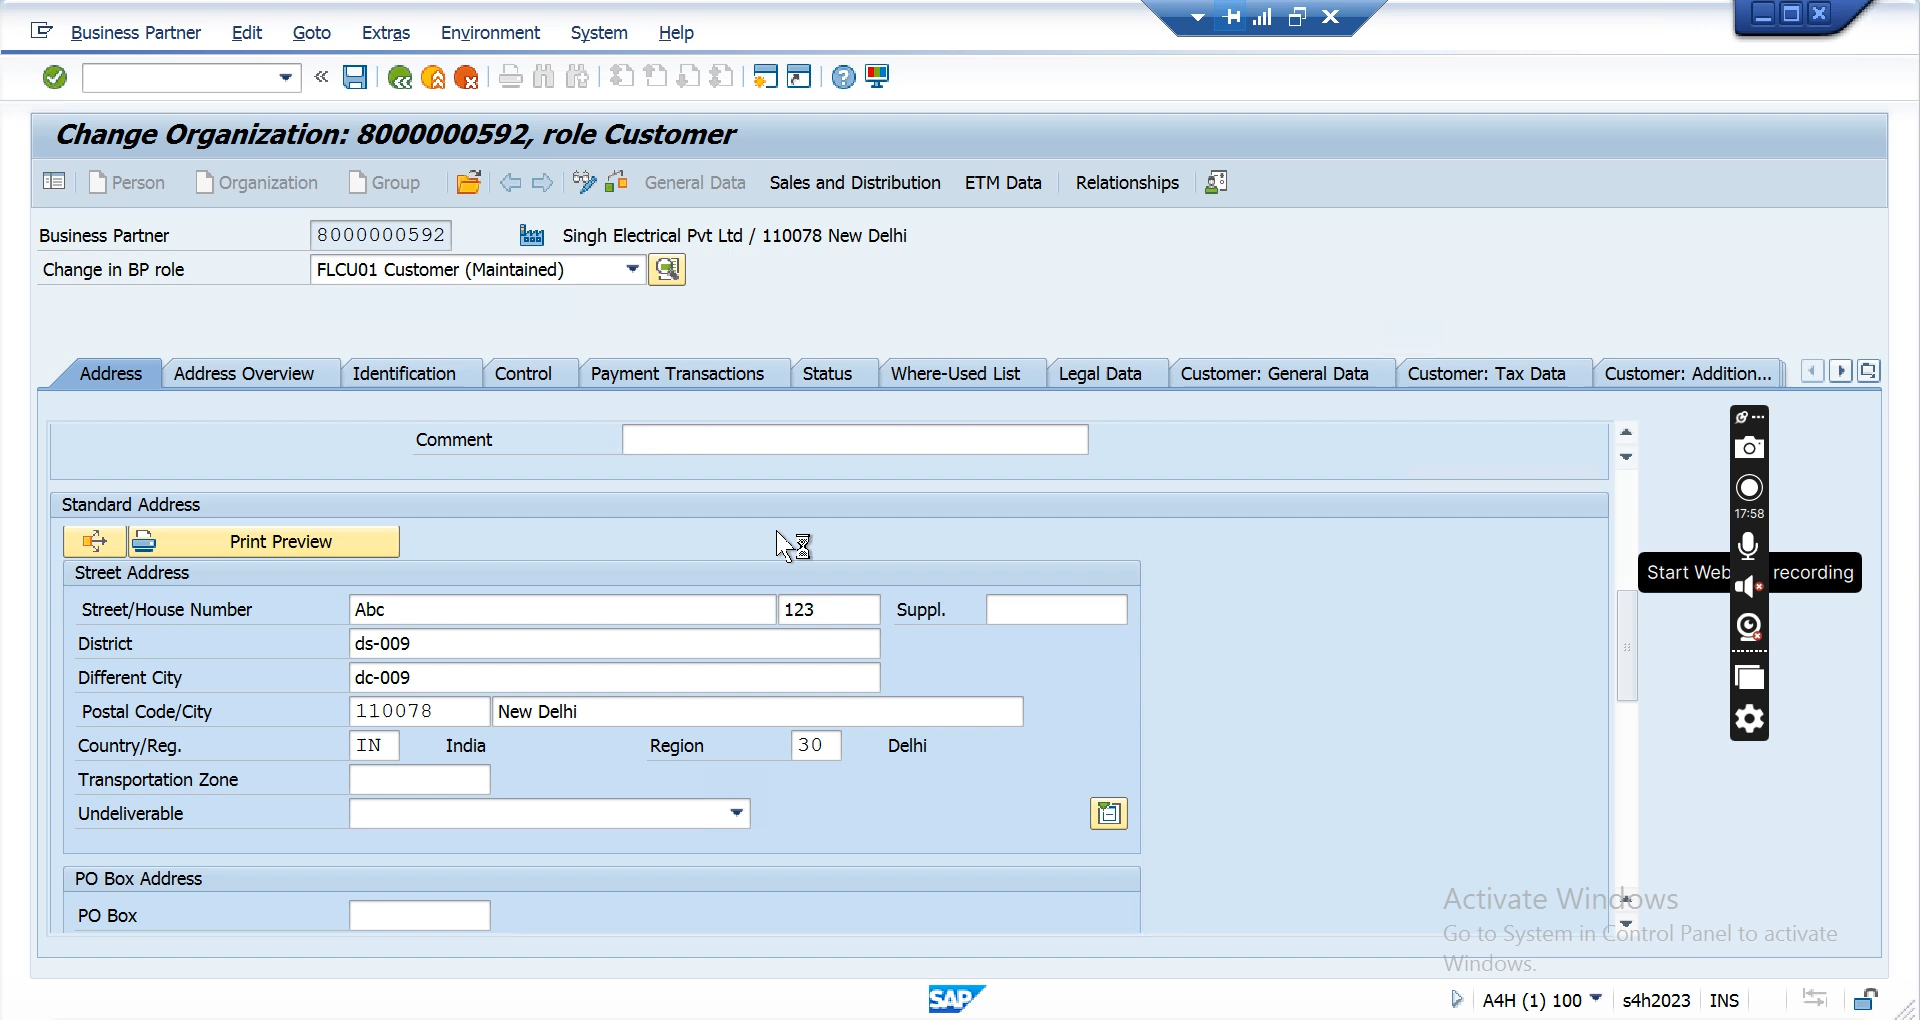 Business Partner Edit Goto Extras Environment System Help
Change Organization: 8000000592, role Customer
Person Organization Group General Data Sales and Distribution ETM Data Relationships
Business Partner 8000000592 Singh Electrical Pvt Ltd / 110078 New Delhi
Change in BP role FLCU01 Customer (Maintained)
Address Address Overview Identification Control Payment Transactions Status Where-Used List Legal Data Customer: General Data Customer: Tax Data Customer: Addition...
Comment
Standard Address
Print Preview
Street Address
Street/House Number Abc 123 Suppl.
District ds-009
Different City dc-009
Postal Code/City 110078 New Delhi
Country/Reg. IN India Region 30 Delhi
Transportation Zone
Undeliverable
PO Box Address
PO Box
17:58
Start Web recording
Activate Windows
Go to System in Control Panel to activate
Windows.
SAP A4H (1) 100 s4h2023 INS